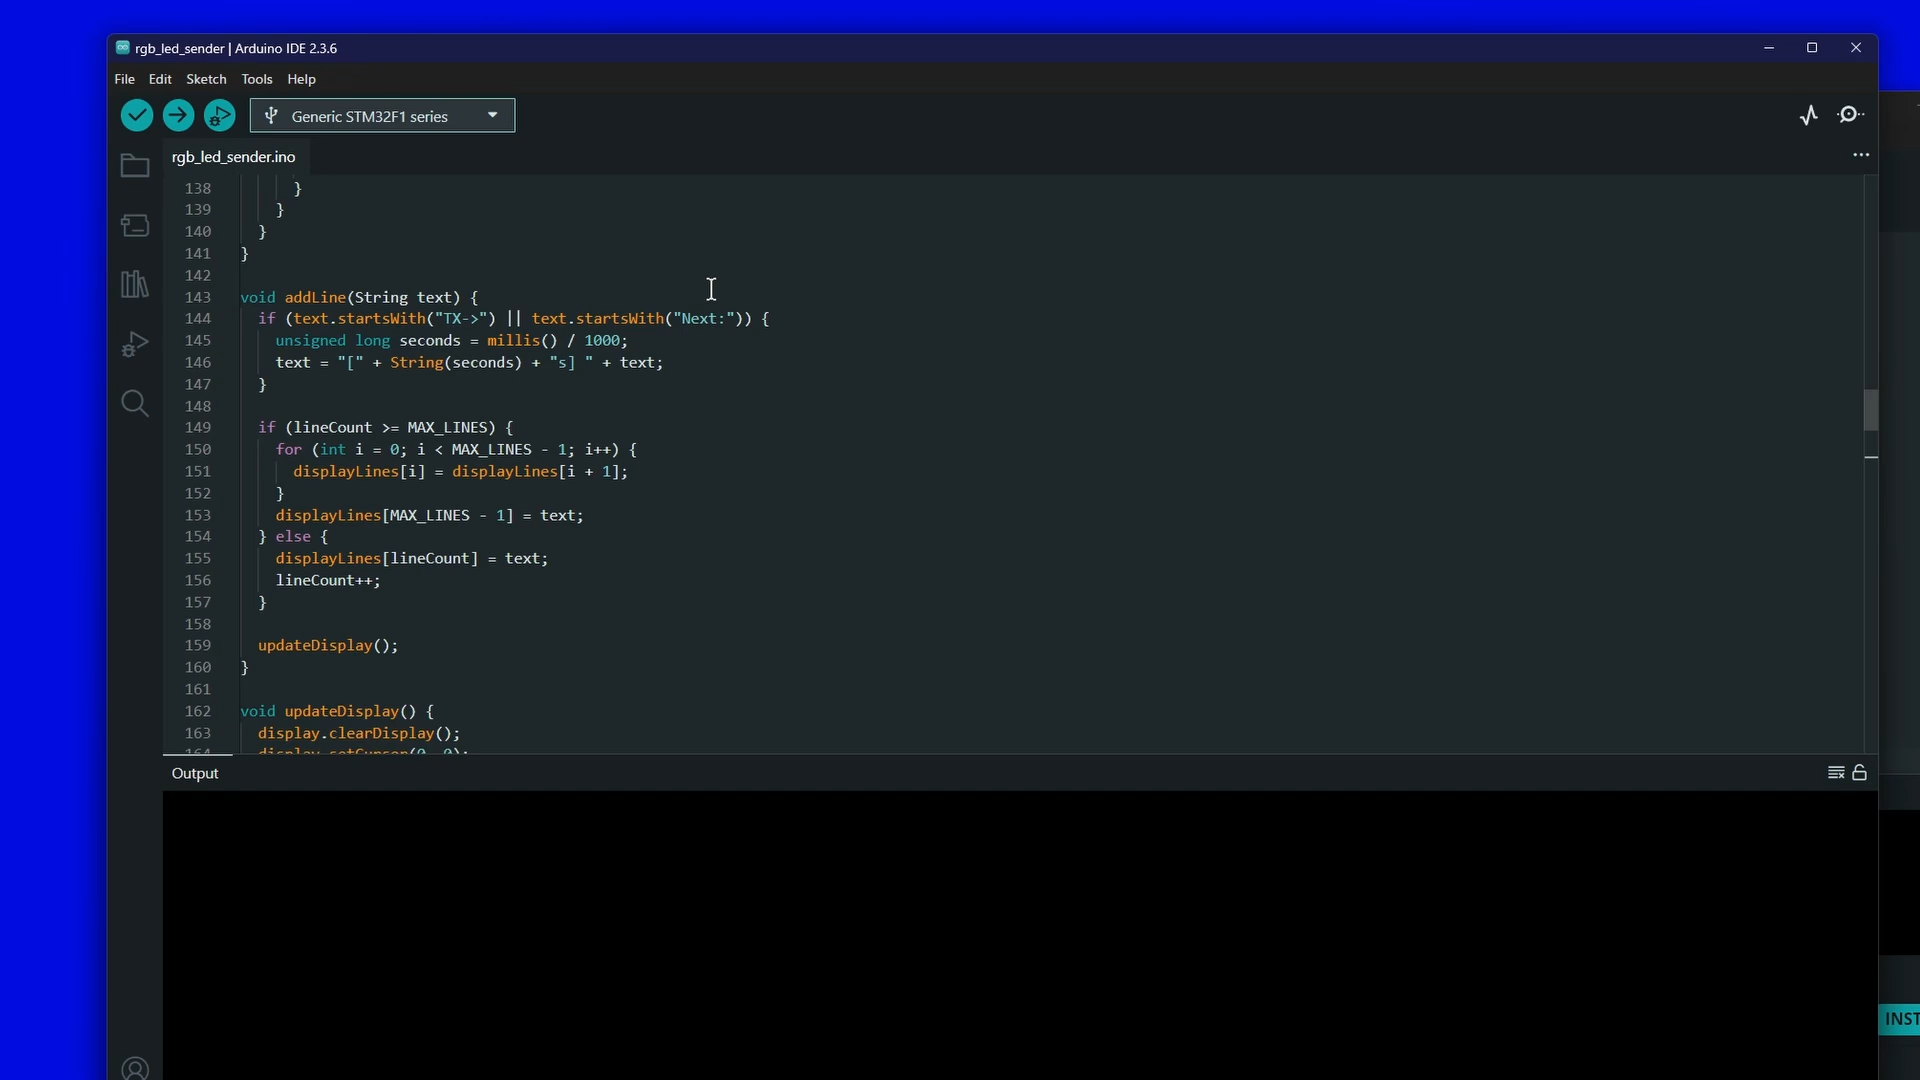 rgb_led_sender | Arduino IDE 2.3.6
File Edit Sketch Tools Help
Generic STM32F1 series
rgb_led_sender.ino
138 }
139 }
140 }
141 }
142
143 void addLine(String text) {
144 if (text.startsWith("TX->") || text.startsWith("Next:")) {
145 unsigned long seconds = millis() / 1000;
146 text = "[" + String(seconds) + "s] " + text;
147 }
148
149 if (lineCount >= MAX_LINES) {
150 for (int i = 0; i < MAX_LINES - 1; i++) {
151 displayLines[i] = displayLines[i + 1];
152 }
153 displayLines[MAX_LINES - 1] = text;
154 } else {
155 displayLines[lineCount] = text;
156 lineCount++;
157 }
158
159 updateDisplay();
160 }
161
162 void updateDisplay() {
163 display.clearDisplay();
164 display.setCursor(0, 0);
Output
INST